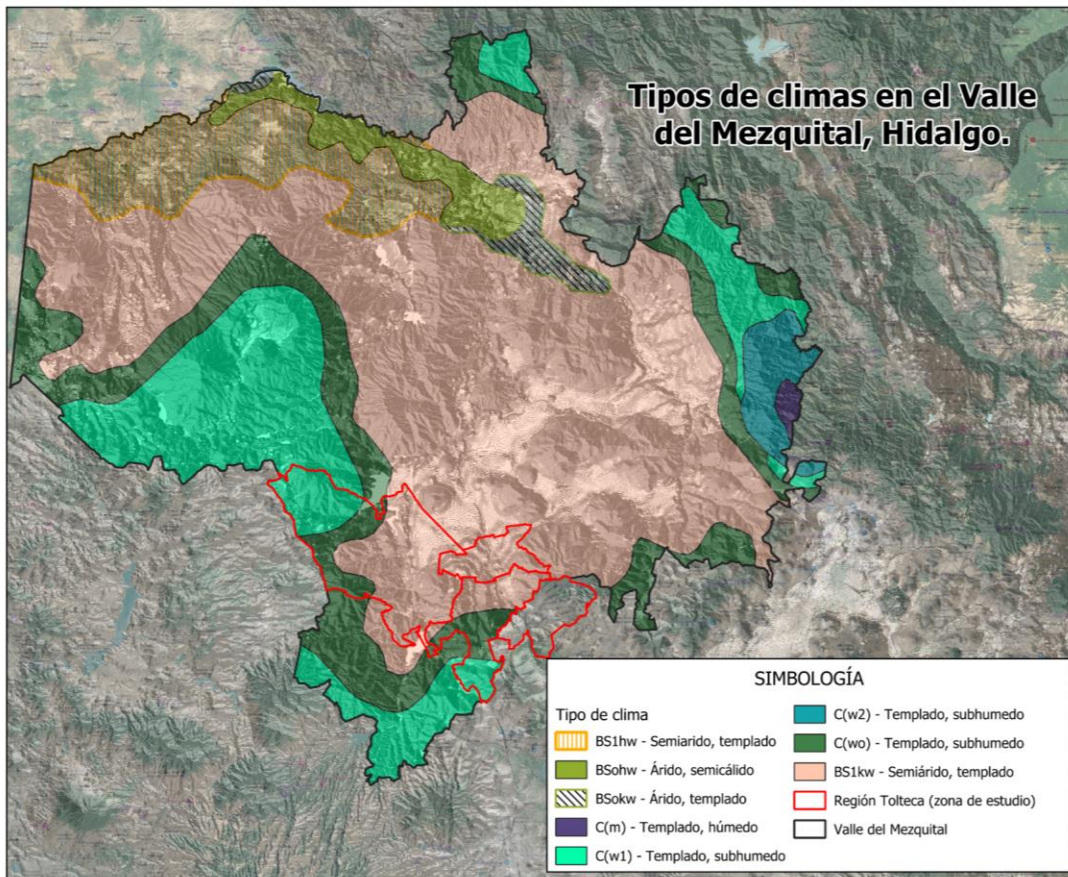 Tipos de climas en el Valle
del Mezquital, Hidalgo.
SIMBOLOGÍA
Tipo de clima
BS1hw - Semiarido, templado
BSohw - Árido, semicálido
BSokw - Árido, templado
C(m) - Templado, húmedo
C(w1) - Templado, subhumedo
C(w2) - Templado, subhumedo
C(wo) - Templado, subhumedo
BS1kw - Semiárido, templado
Región Tolteca (zona de estudio)
Valle del Mezquital